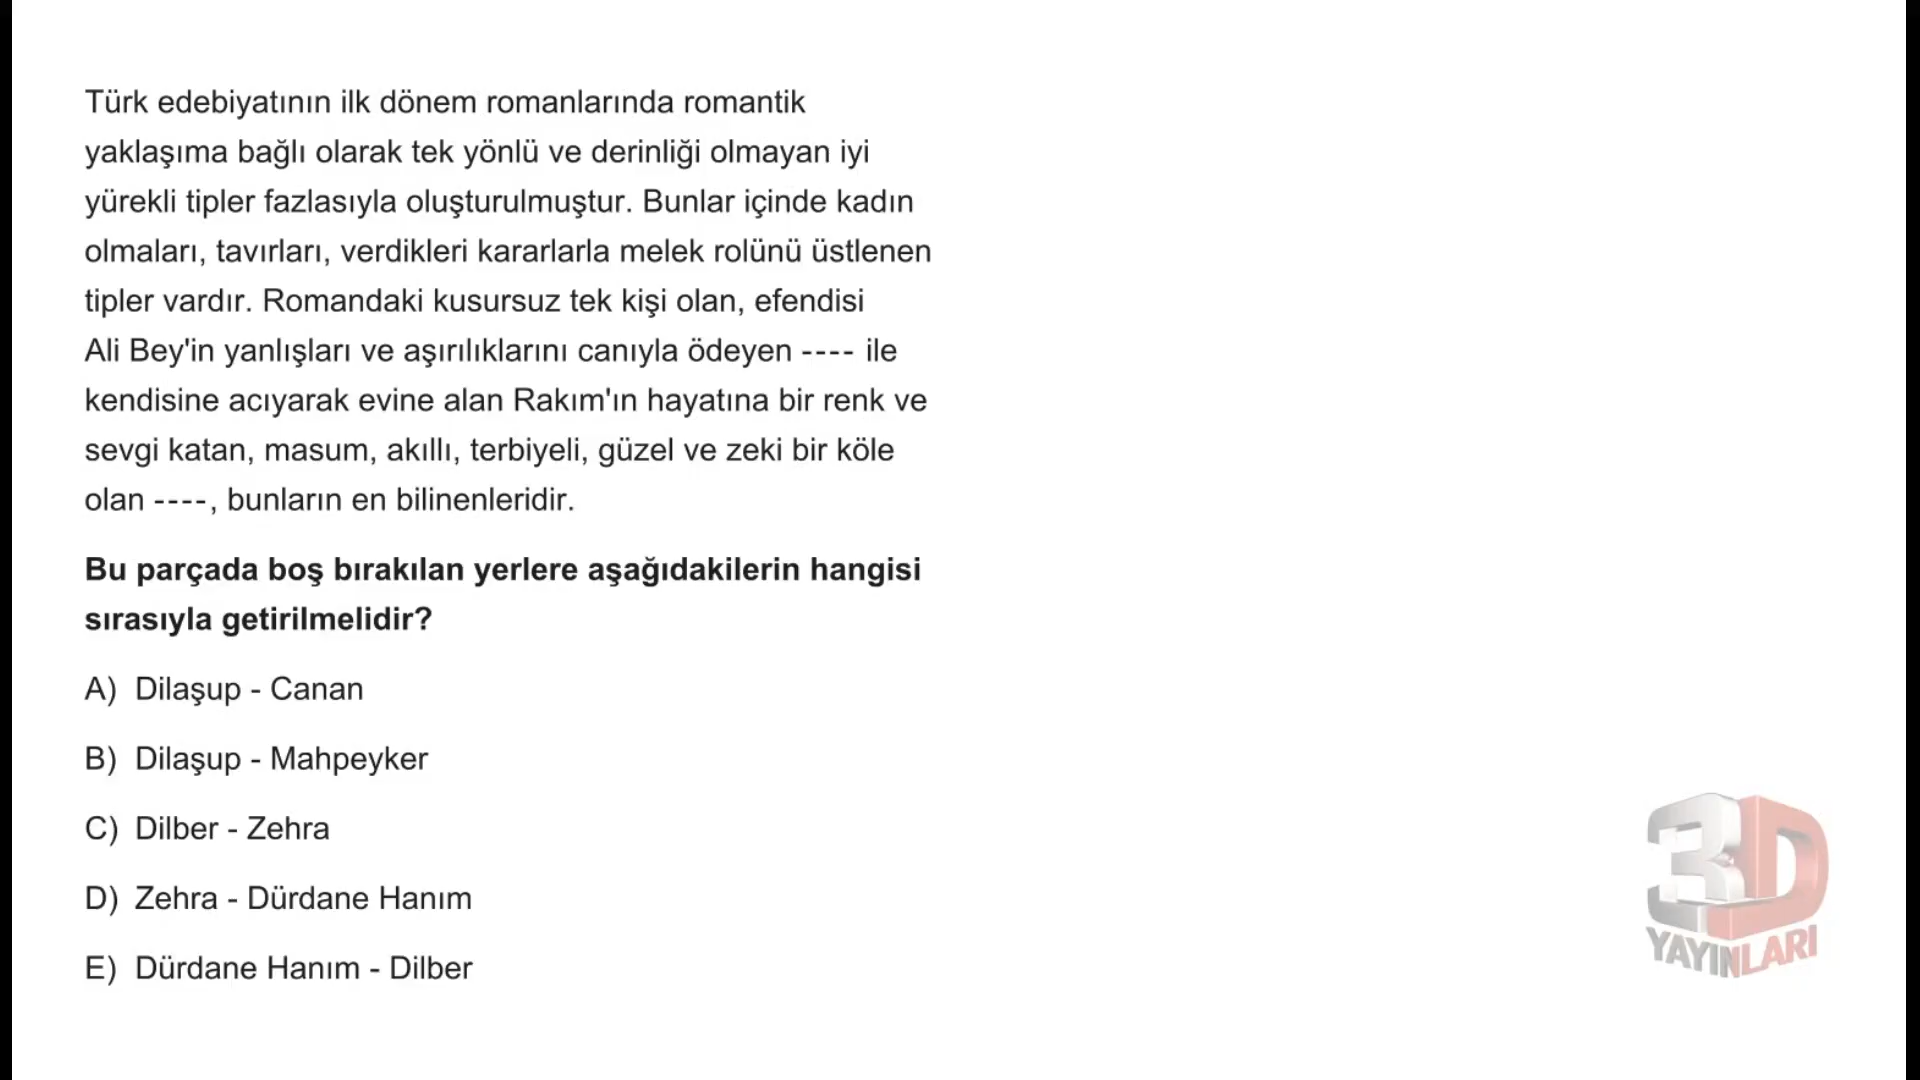 Türk edebiyatının ilk dönem romanlarında romantik
yaklaşıma bağlı olarak tek yönlü ve derinliği olmayan iyi
yürekli tipler fazlasıyla oluşturulmuştur. Bunlar içinde kadın
olmaları, tavırları, verdikleri kararlarla melek rolünü üstlenen
tipler vardır. Romandaki kusursuz tek kişi olan, efendisi
Ali Bey'in yanlışları ve aşırılıklarını canıyla ödeyen ---- ile
kendisine acıyarak evine alan Rakım'ın hayatına bir renk ve
sevgi katan, masum, akıllı, terbiyeli, güzel ve zeki bir köle
olan ----, bunların en bilinenleridir.
Bu parçada boş bırakılan yerlere aşağıdakilerin hangisi
sırasıyla getirilmelidir?
A) Dilaşup - Canan
B) Dilaşup - Mahpeyker
C) Dilber - Zehra
D) Zehra - Dürdane Hanım
E) Dürdane Hanım - Dilber
3D
YAYINLARI